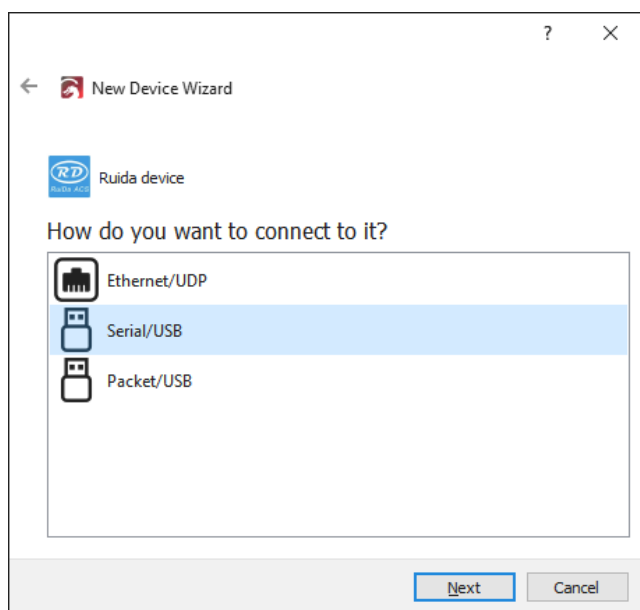 ?
New Device Wizard
RD
RuiDa ACS
Ruida device
How do you want to connect to it?
Ethernet/UDP
Serial/USB
Packet/USB
Next
Cancel